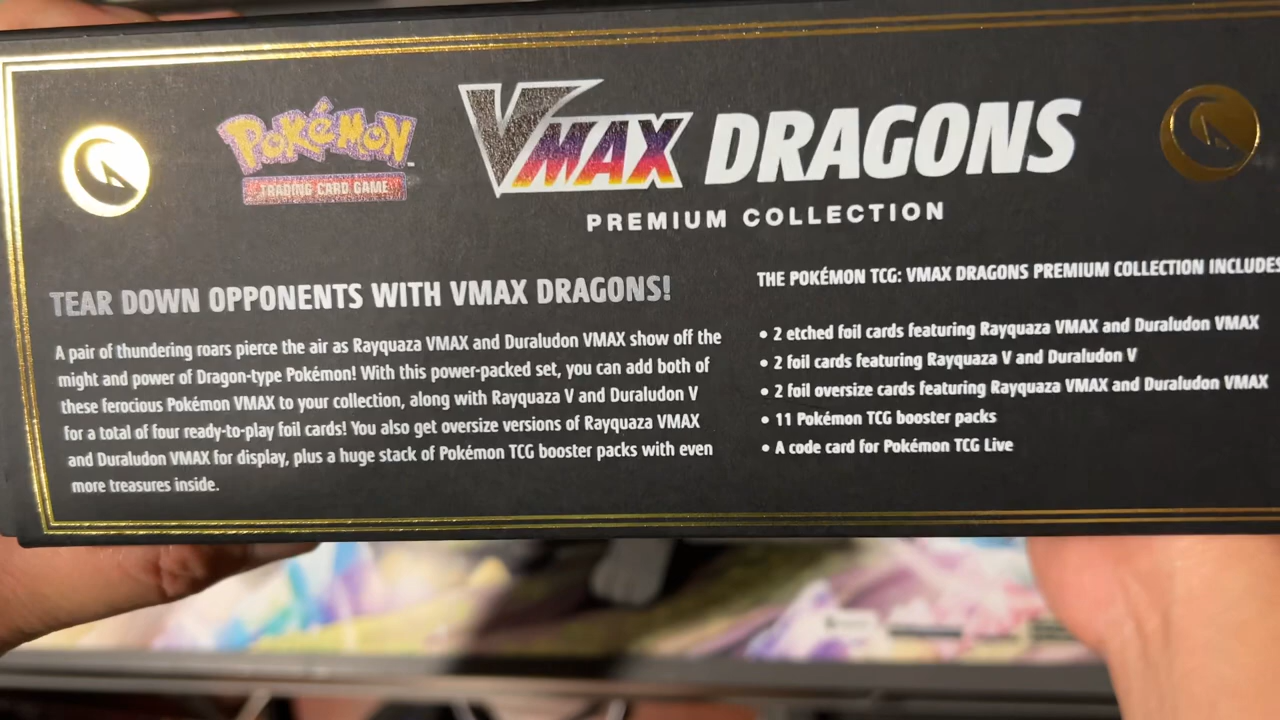 POKÉMON
TRADING CARD GAME
VMAX DRAGONS
PREMIUM COLLECTION
TEAR DOWN OPPONENTS WITH VMAX DRAGONS!
A pair of thundering roars pierce the air as Rayquaza VMAX and Duraludon VMAX show off the
might and power of Dragon-type Pokémon! With this power-packed set, you can add both of
these ferocious Pokémon VMAX to your collection, along with Rayquaza V and Duraludon V
for a total of four ready-to-play foil cards! You also get oversize versions of Rayquaza VMAX
and Duraludon VMAX for display, plus a huge stack of Pokémon TCG booster packs with even
more treasures inside.
THE POKÉMON TCG: VMAX DRAGONS PREMIUM COLLECTION INCLUDES
• 2 etched foil cards featuring Rayquaza VMAX and Duraludon VMAX
• 2 foil cards featuring Rayquaza V and Duraludon V
• 2 foil oversize cards featuring Rayquaza VMAX and Duraludon VMAX
• 11 Pokémon TCG booster packs
• A code card for Pokémon TCG Live